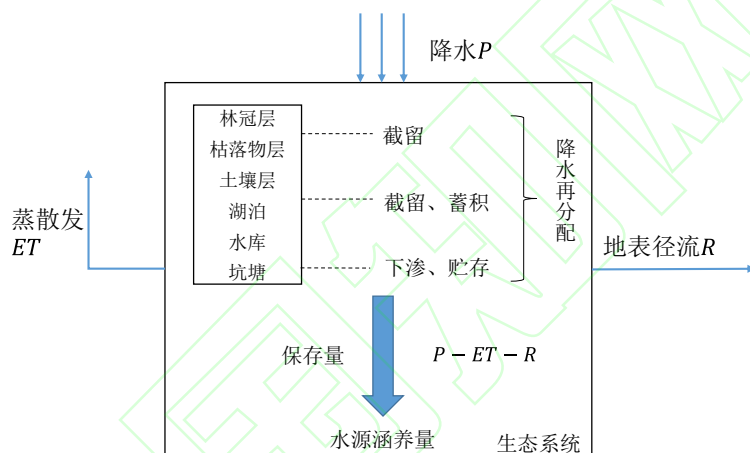 降水P
林冠层
枯落物层
土壤层
湖泊
水库
坑塘
截留
截留、蓄积
下渗、贮存
降水再分配
蒸散发
ET
地表径流R
保存量
P − ET − R
水源涵养量
生态系统